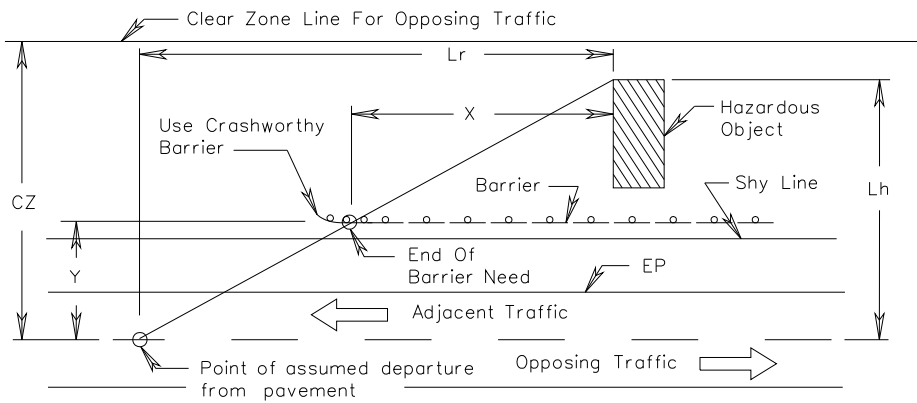 Clear Zone Line For Opposing Traffic
Lr
X
Use Crashworthy
Barrier
Hazardous
Object
CZ
Barrier
Shy Line
Lh
Y
End Of
Barrier Need
EP
Adjacent Traffic
Opposing Traffic
Point of assumed departure
from pavement